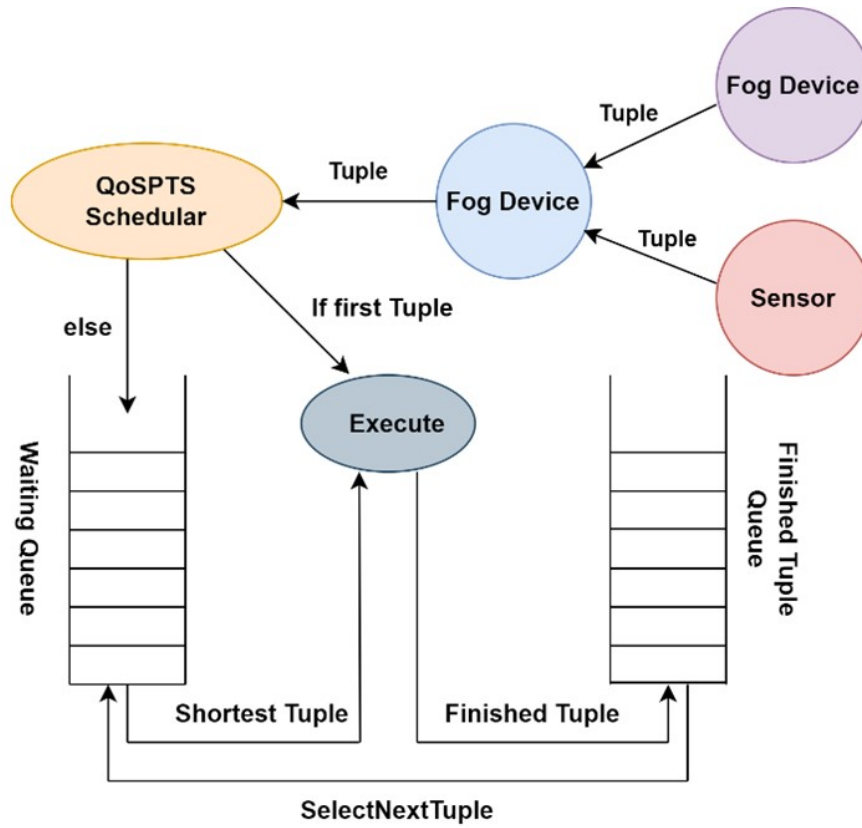 Fog Device
Tuple
QoSPTS
Schedular
Tuple
Fog Device
Tuple
Sensor
If first Tuple
else
Execute
Waiting Queue
Finished Tuple
Queue
Shortest Tuple
Finished Tuple
SelectNextTuple